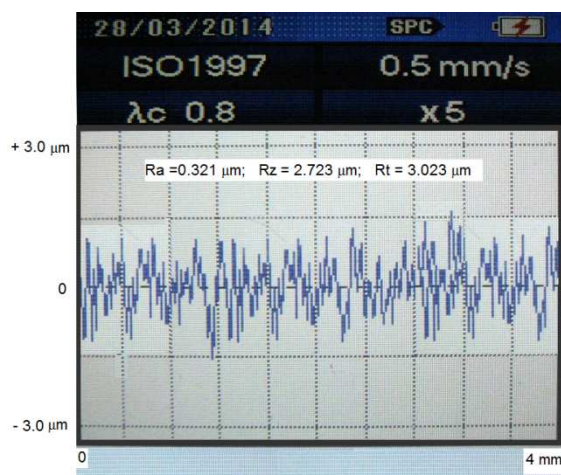 28/03/2014 SPC
ISO1997 0.5 mm/s
λc 0.8 x5
+ 3.0 μm
Ra =0.321 μm; Rz = 2.723 μm; Rt = 3.023 μm
0
- 3.0 μm
0 4 mm